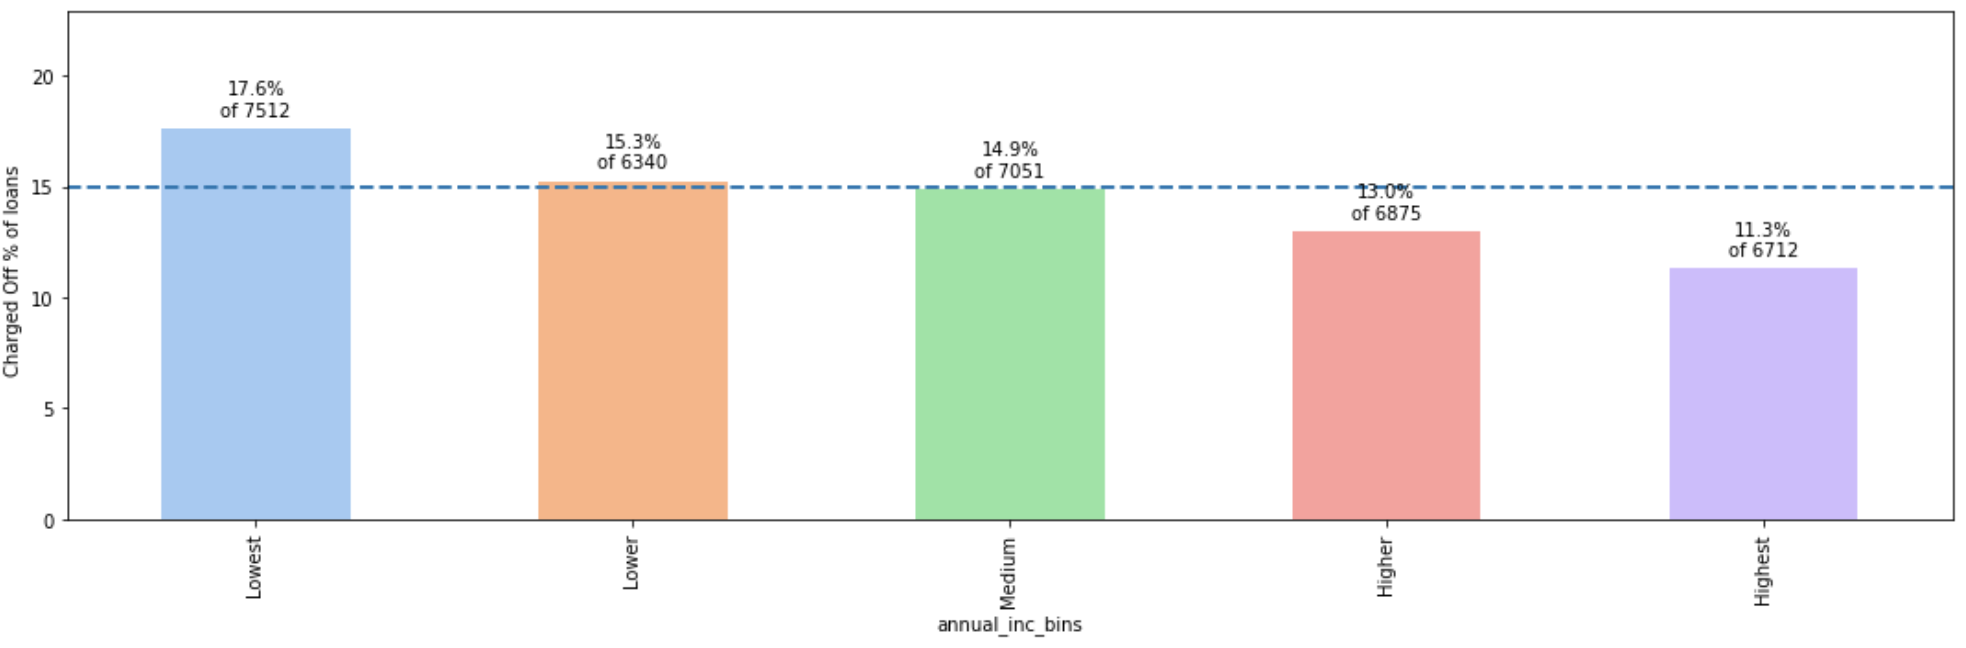 Charged Off % of loans
20
15
10
5
0
17.6%
of 7512
15.3%
of 6340
14.9%
of 7051
13.0%
of 6875
11.3%
of 6712
Lowest
Lower
Medium
Higher
Highest
annual_inc_bins